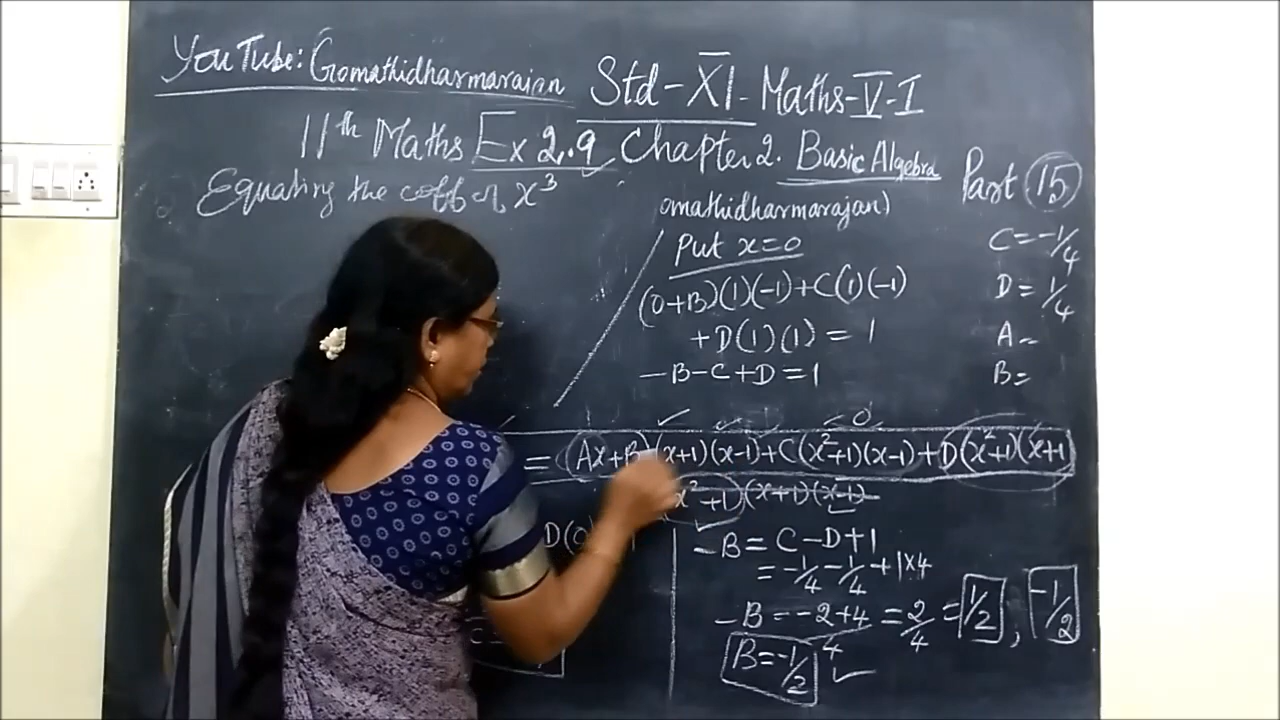 YouTube: Gomathidharmarajan
Std-XI-Maths-V-I
11th Maths Ex 2.9 Chapter 2. Basic Algebra
Part 15
Equating the coeff of x³
omathidharmarajan)
Put x=0
(0+B)(1)(-1)+C(1)(-1)
+D(1)(1) = 1
-B-C+D=1
C=-1/4
D=1/4
A=
B=
= (Ax+B)(x+1)(x-1)+C(x²+1)(x-1)+D(x²+1)(x+1)
x²+1)(x+1)(x-1)
D(0)
-B = C-D+1
= -1/4-1/4+1×4
-B = -2+4/4 = 2/4 = 1/2, -1/2
B=-1/2